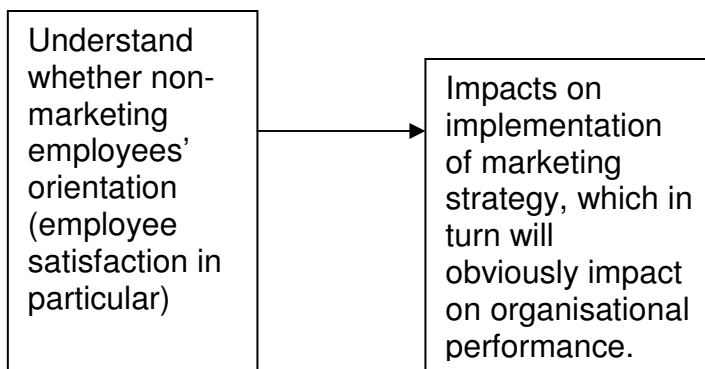 Understand
whether non-
marketing
employees'
orientation
(employee
satisfaction in
particular)
Impacts on
implementation
of marketing
strategy, which in
turn will
obviously impact
on organisational
performance.